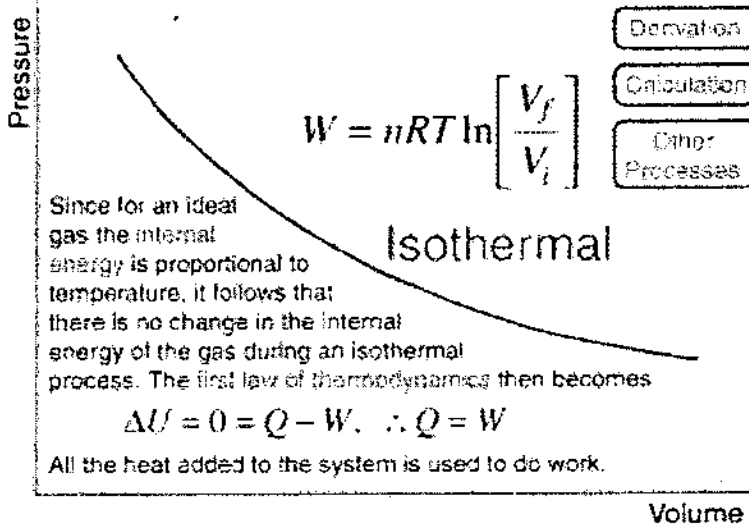 Pressure
Derivation
Calculation
Other
Processes
W = nRT ln[V_f / V_i]
Isothermal
Since for an ideal
gas the internal
energy is proportional to
temperature, it follows that
there is no change in the internal
energy of the gas during an isothermal
process. The first law of thermodynamics then becomes
ΔU = 0 = Q − W. ∴ Q = W
All the heat added to the system is used to do work.
Volume